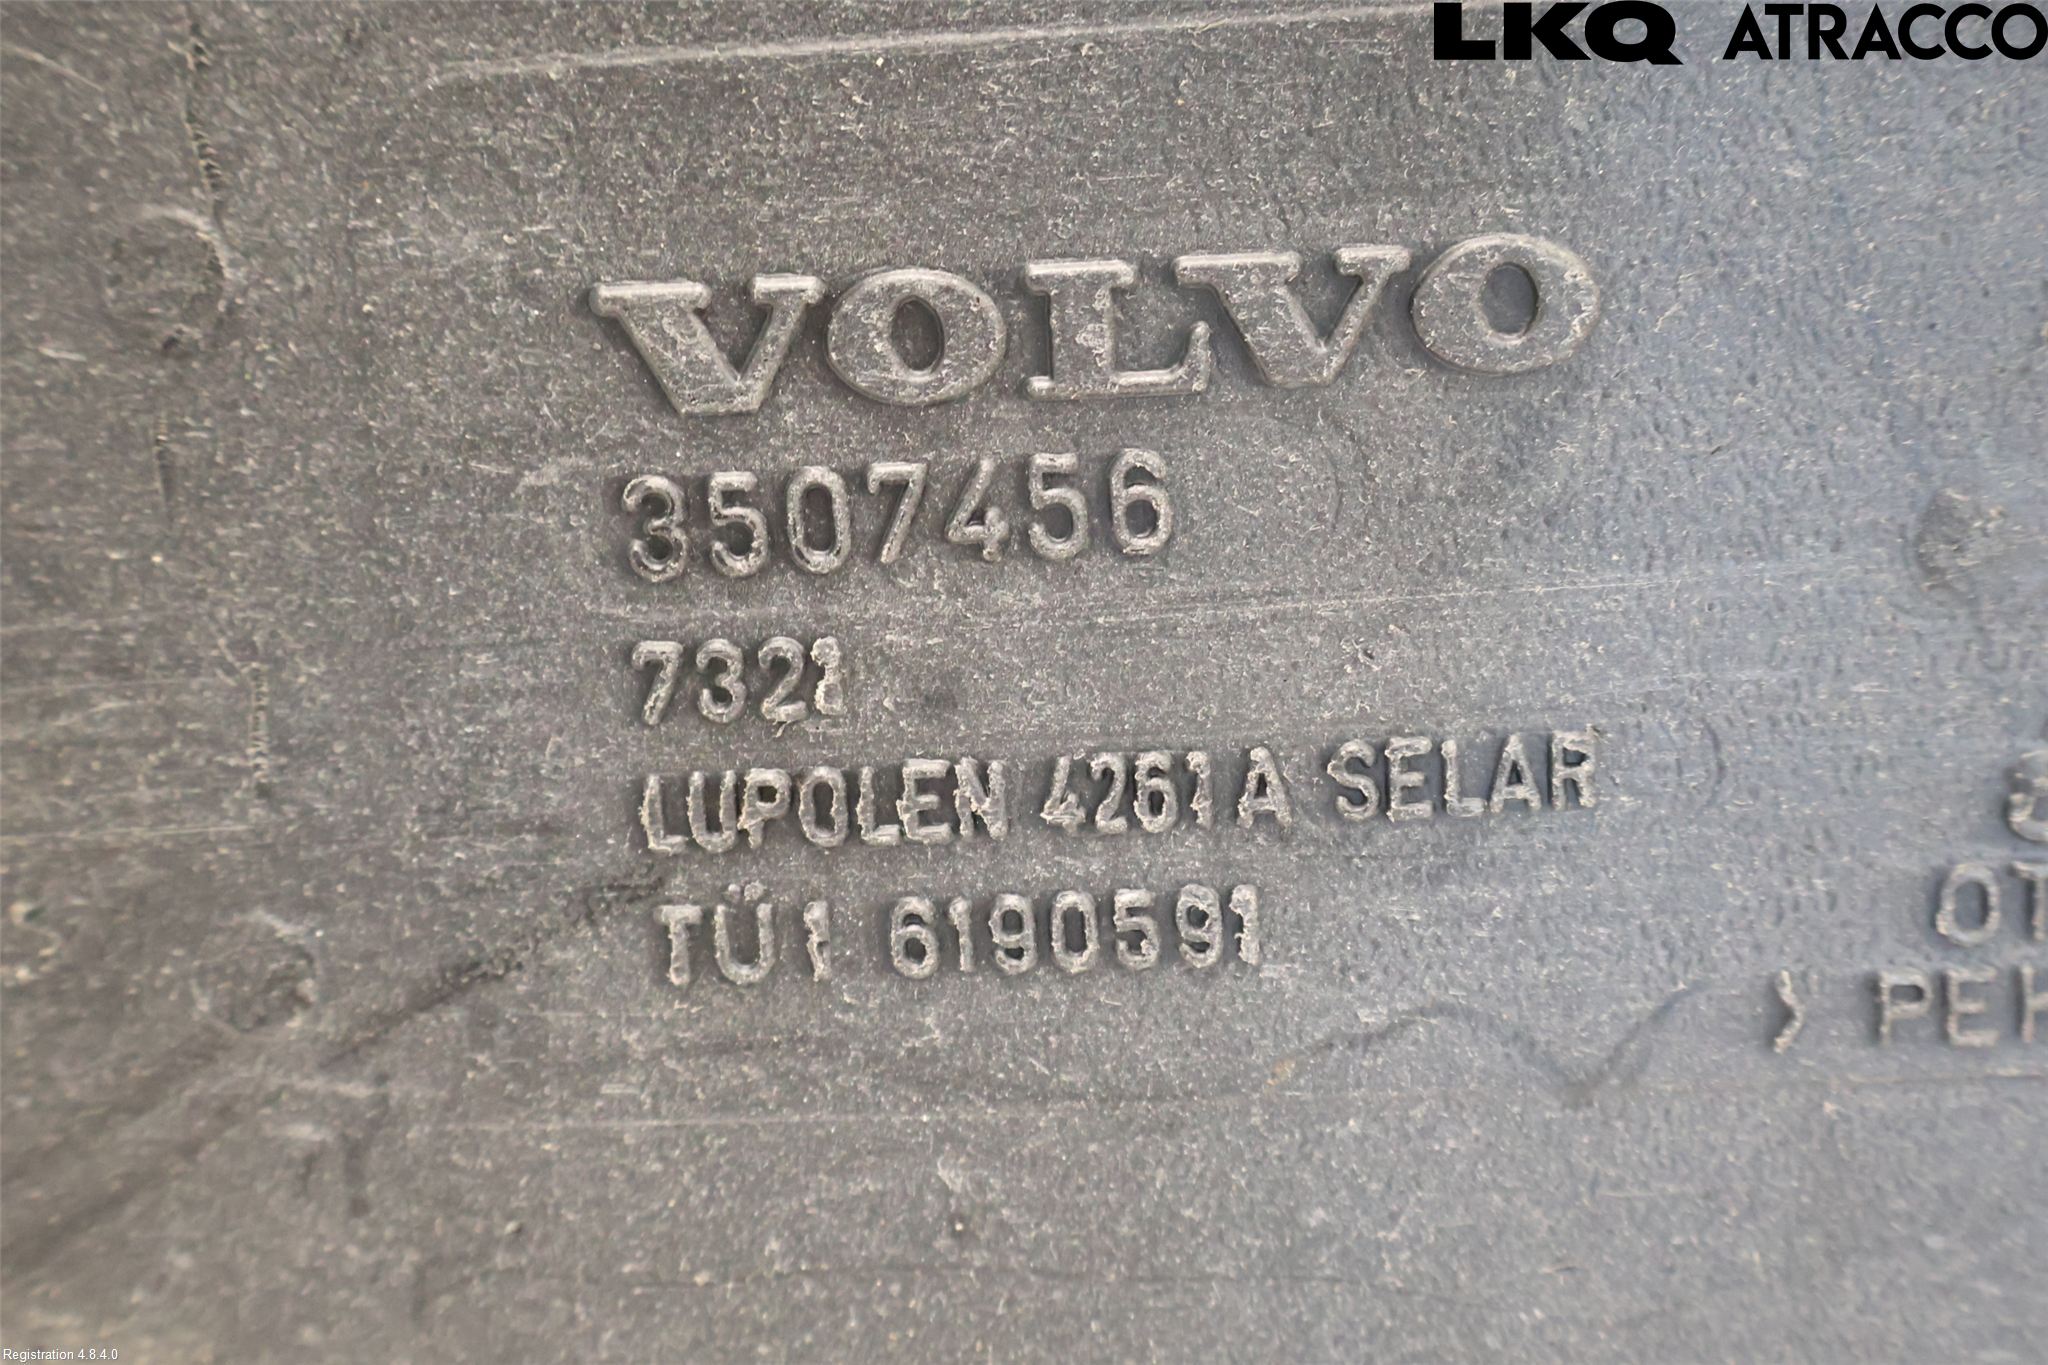 LKQ ATRACCO
VOLVO
3507456
7321
LUPOLEN 4261 A SELAR
TÜ1 6190591
OT
> PEH
Registration 4.8.4.0